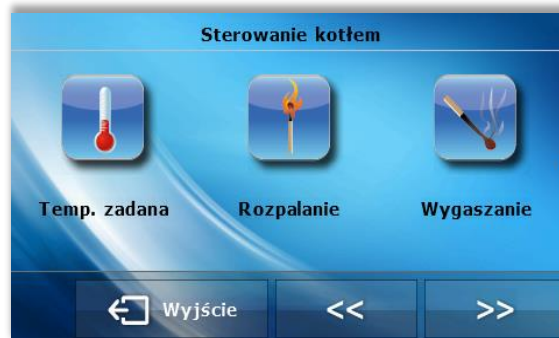 Sterowanie kotłem
Temp. zadana Rozpalanie Wygaszanie
Wyjście << >>